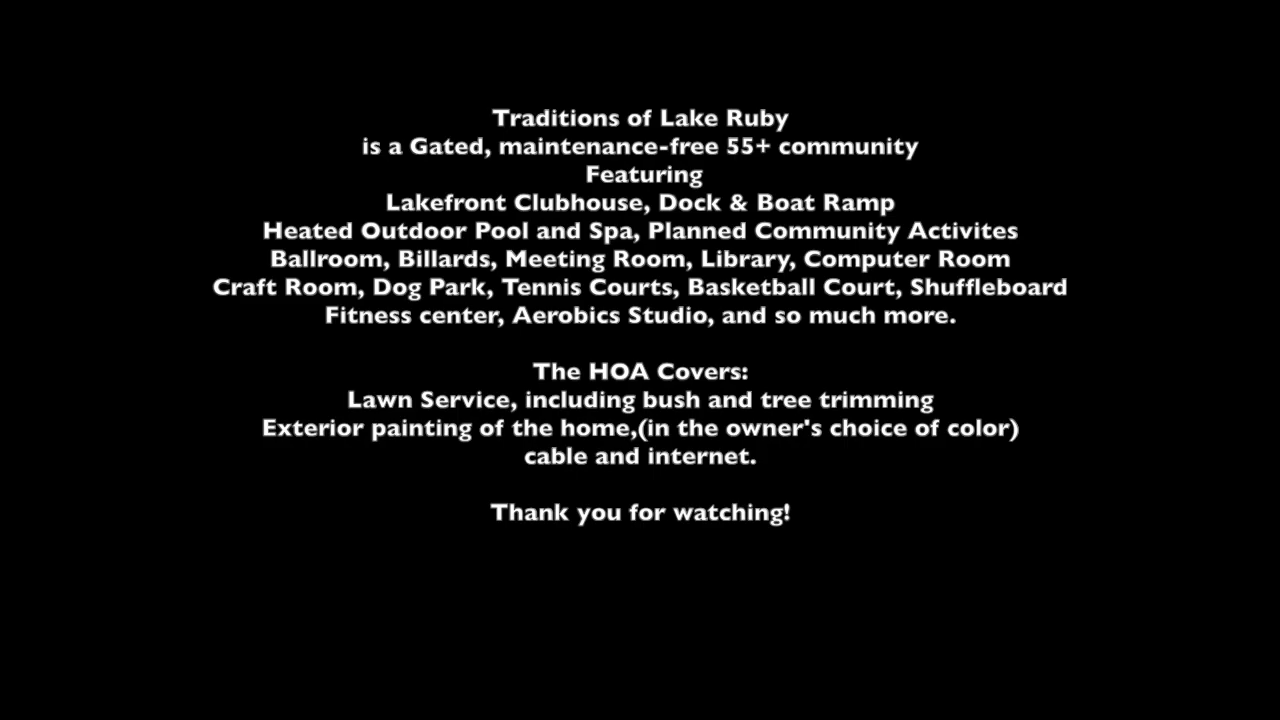 Traditions of Lake Ruby
is a Gated, maintenance-free 55+ community
Featuring
Lakefront Clubhouse, Dock & Boat Ramp
Heated Outdoor Pool and Spa, Planned Community Activites
Ballroom, Billards, Meeting Room, Library, Computer Room
Craft Room, Dog Park, Tennis Courts, Basketball Court, Shuffleboard
Fitness center, Aerobics Studio, and so much more.
The HOA Covers:
Lawn Service, including bush and tree trimming
Exterior painting of the home,(in the owner's choice of color)
cable and internet.
Thank you for watching!